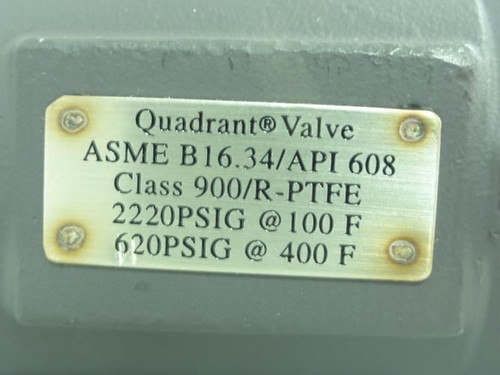 Quadrant® Valve
ASME B16.34/API 608
Class 900/R-PTFE
2220PSIG @ 100 F
620PSIG @ 400 F